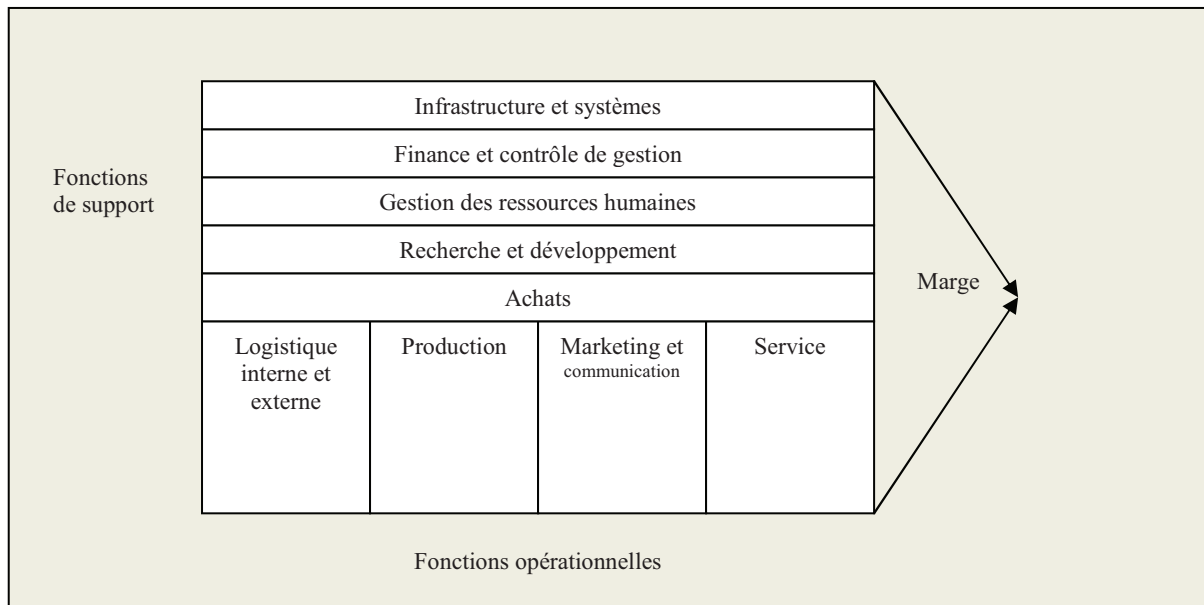 Infrastructure et systèmes
Finance et contrôle de gestion
Fonctions
de support
Gestion des ressources humaines
Recherche et développement
Achats
Marge
Logistique
interne et
externe
Production
Marketing et
communication
Service
Fonctions opérationnelles